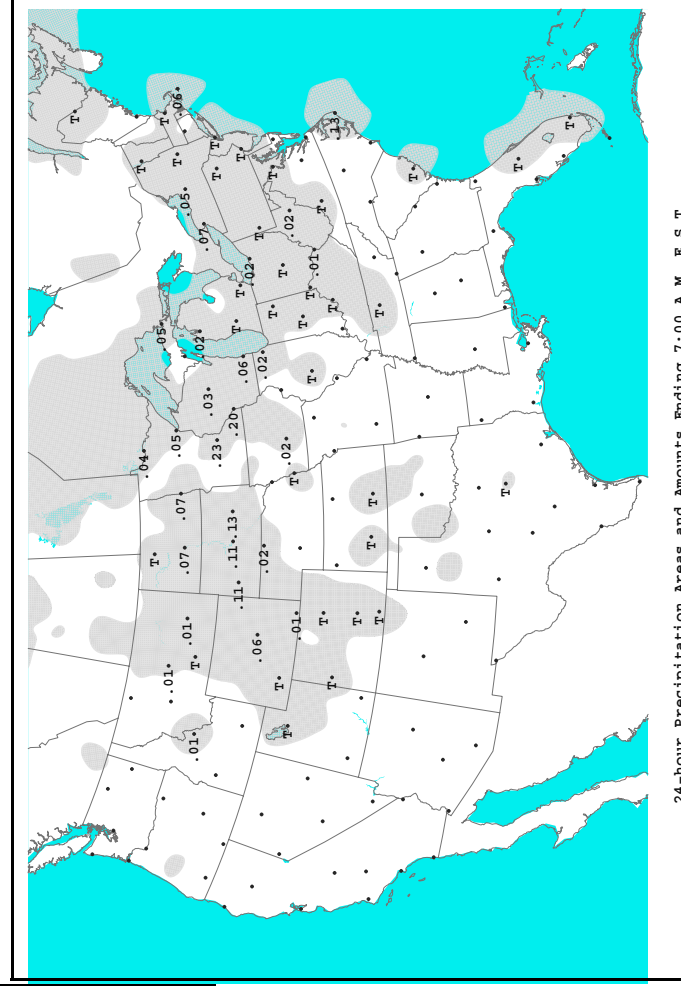 T
.04
T
T
.05
T
.01
.05
T
.06
.07
.07
.05
.01
.01
T
.02
.07
.03
T
T
.23
.11
.13
.20
T
.11
T
T
.06
.02
.06
T
.02
.02
T
T
T
T
.02
T
.02
T
.01
T
T
T
.01
T
T
T
T
.13
T
T
T
T
T
T
T
T
T
24-hour Precipitation Areas and Amounts Ending 7:00 A.M. E.S.T